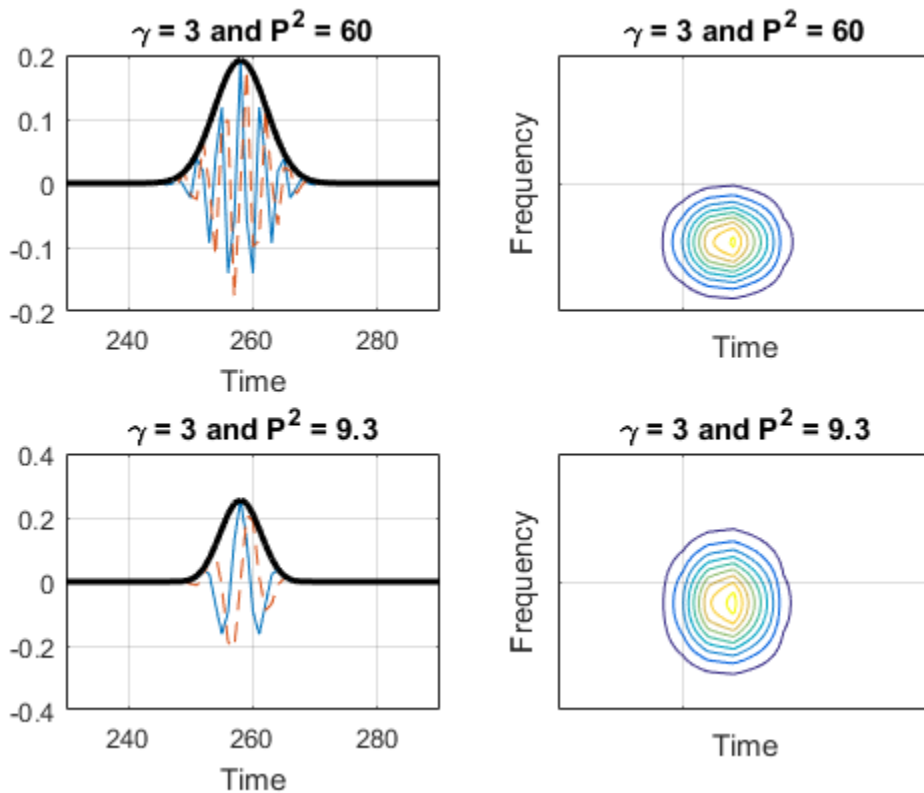 γ = 3 and P² = 60
0.2
0.1
0
-0.1
-0.2
240 260 280
Time
γ = 3 and P² = 60
Frequency
Time
γ = 3 and P² = 9.3
0.4
0.2
0
-0.2
-0.4
240 260 280
Time
γ = 3 and P² = 9.3
Frequency
Time